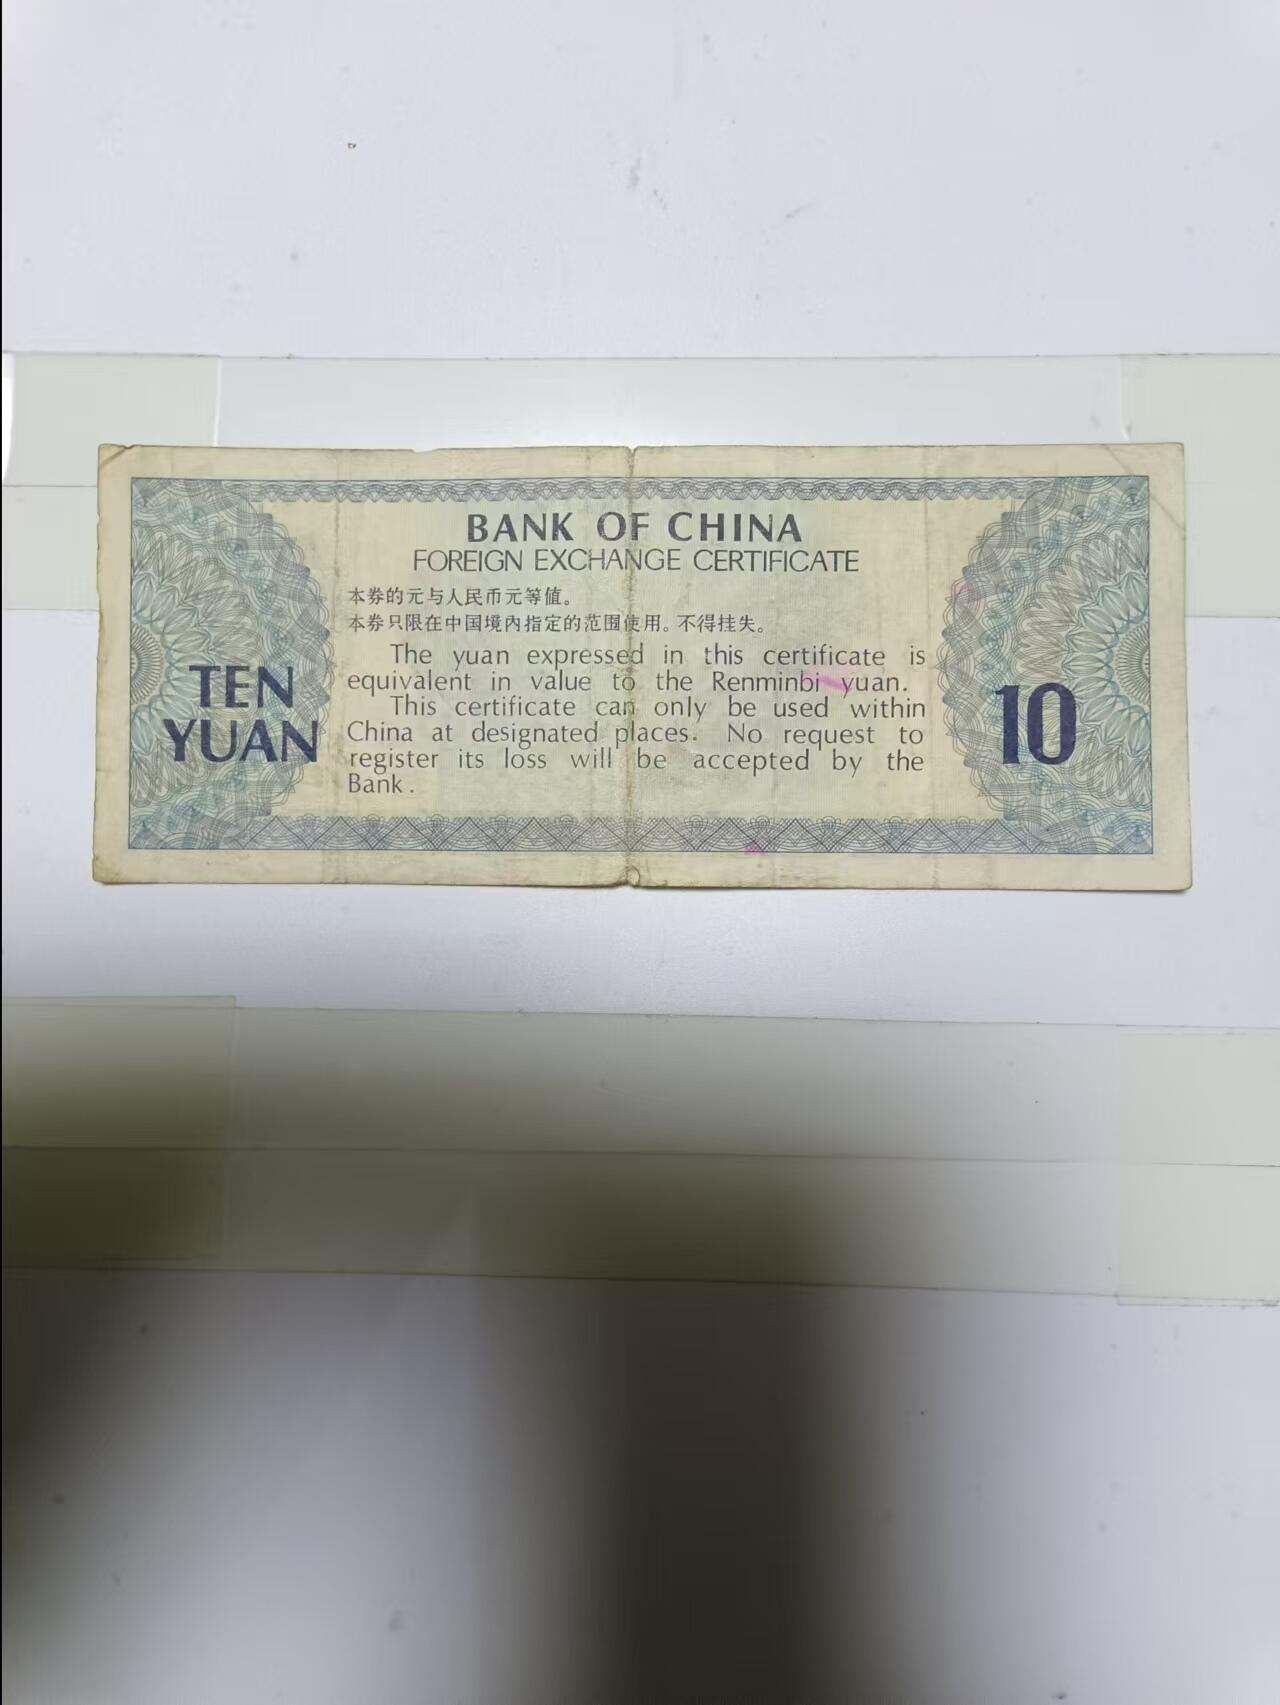 BANK OF CHINA
FOREIGN EXCHANGE CERTIFICATE
本券的元与人民币元等值。
本券只限在中国境内指定的范围使用。不得挂失。
The yuan expressed in this certificate is
equivalent in value to the Renminbi yuan.
This certificate can only be used within
China at designated places. No request to
register its loss will be accepted by the
Bank.
TEN
YUAN
10